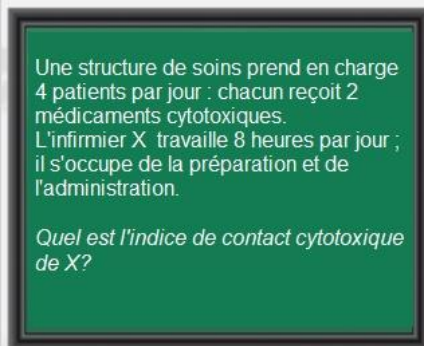 Une structure de soins prend en charge
4 patients par jour : chacun reçoit 2
médicaments cytotoxiques.
L'infirmier X travaille 8 heures par jour ;
il s'occupe de la préparation et de
l'administration.
Quel est l'indice de contact cytotoxique
de X?